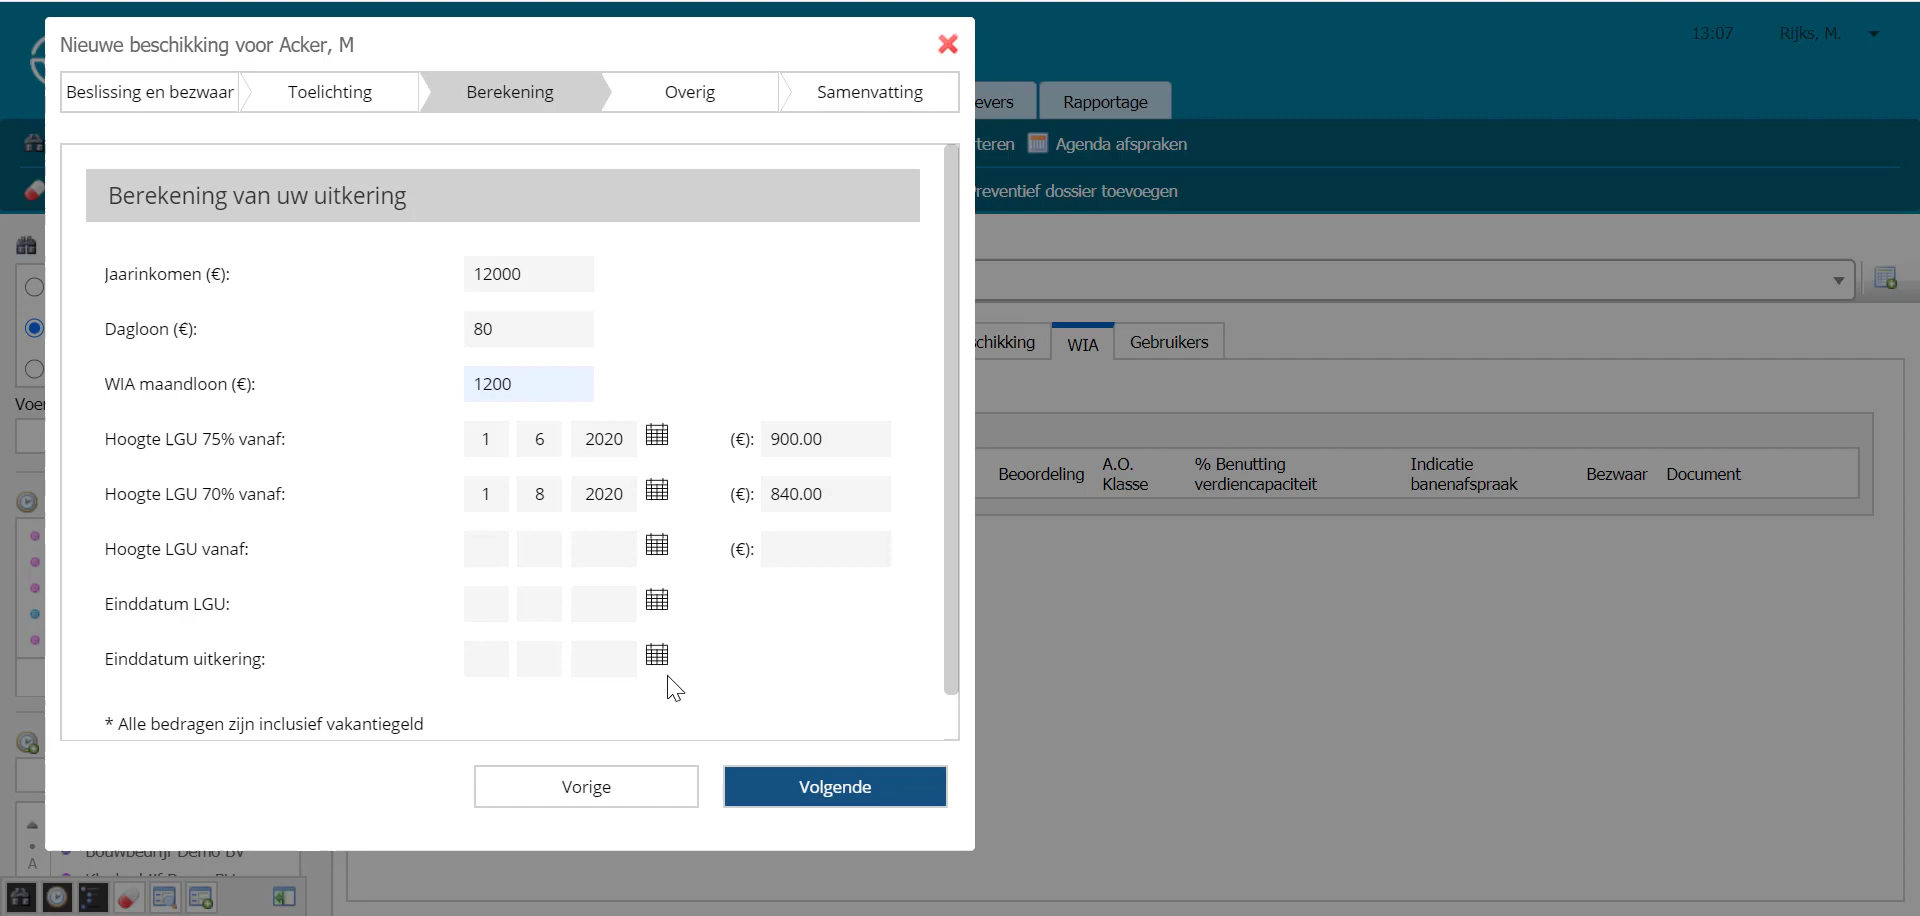 Nieuwe beschikking voor Acker, M
13:07 Rijks, M.
Beslissing en bezwaar Toelichting Berekening Overig Samenvatting
evers Rapportage
teren Agenda afspraken
reventief dossier toevoegen
Berekening van uw uitkering
Jaarinkomen (€): 12000
Dagloon (€): 80
WIA maandloon (€): 1200
Hoogte LGU 75% vanaf: 1 6 2020 (€): 900.00
Hoogte LGU 70% vanaf: 1 8 2020 (€): 840.00
Hoogte LGU vanaf: (€):
Einddatum LGU:
Einddatum uitkering:
* Alle bedragen zijn inclusief vakantiegeld
Vorige Volgende
chikking WIA Gebruikers
Beoordeling A.O. Klasse % Benutting verdiencapaciteit Indicatie banenafspraak Bezwaar Document
Voer
A
Bouwbedrijf Demo BV